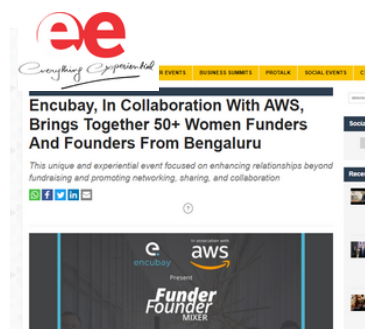 ee
Everything Experiential
R EVENTS BUSINESS SUMMITS PROTALK SOCIAL EVENTS C
Encubay, In Collaboration With AWS,
Brings Together 50+ Women Funders
And Founders From Bengaluru
Socia
This unique and experiential event focused on enhancing relationships beyond
fundraising and promoting networking, sharing, and collaboration
Rece
e.
encubay
in association with
aws
Present
Funder
Founder
MIXER